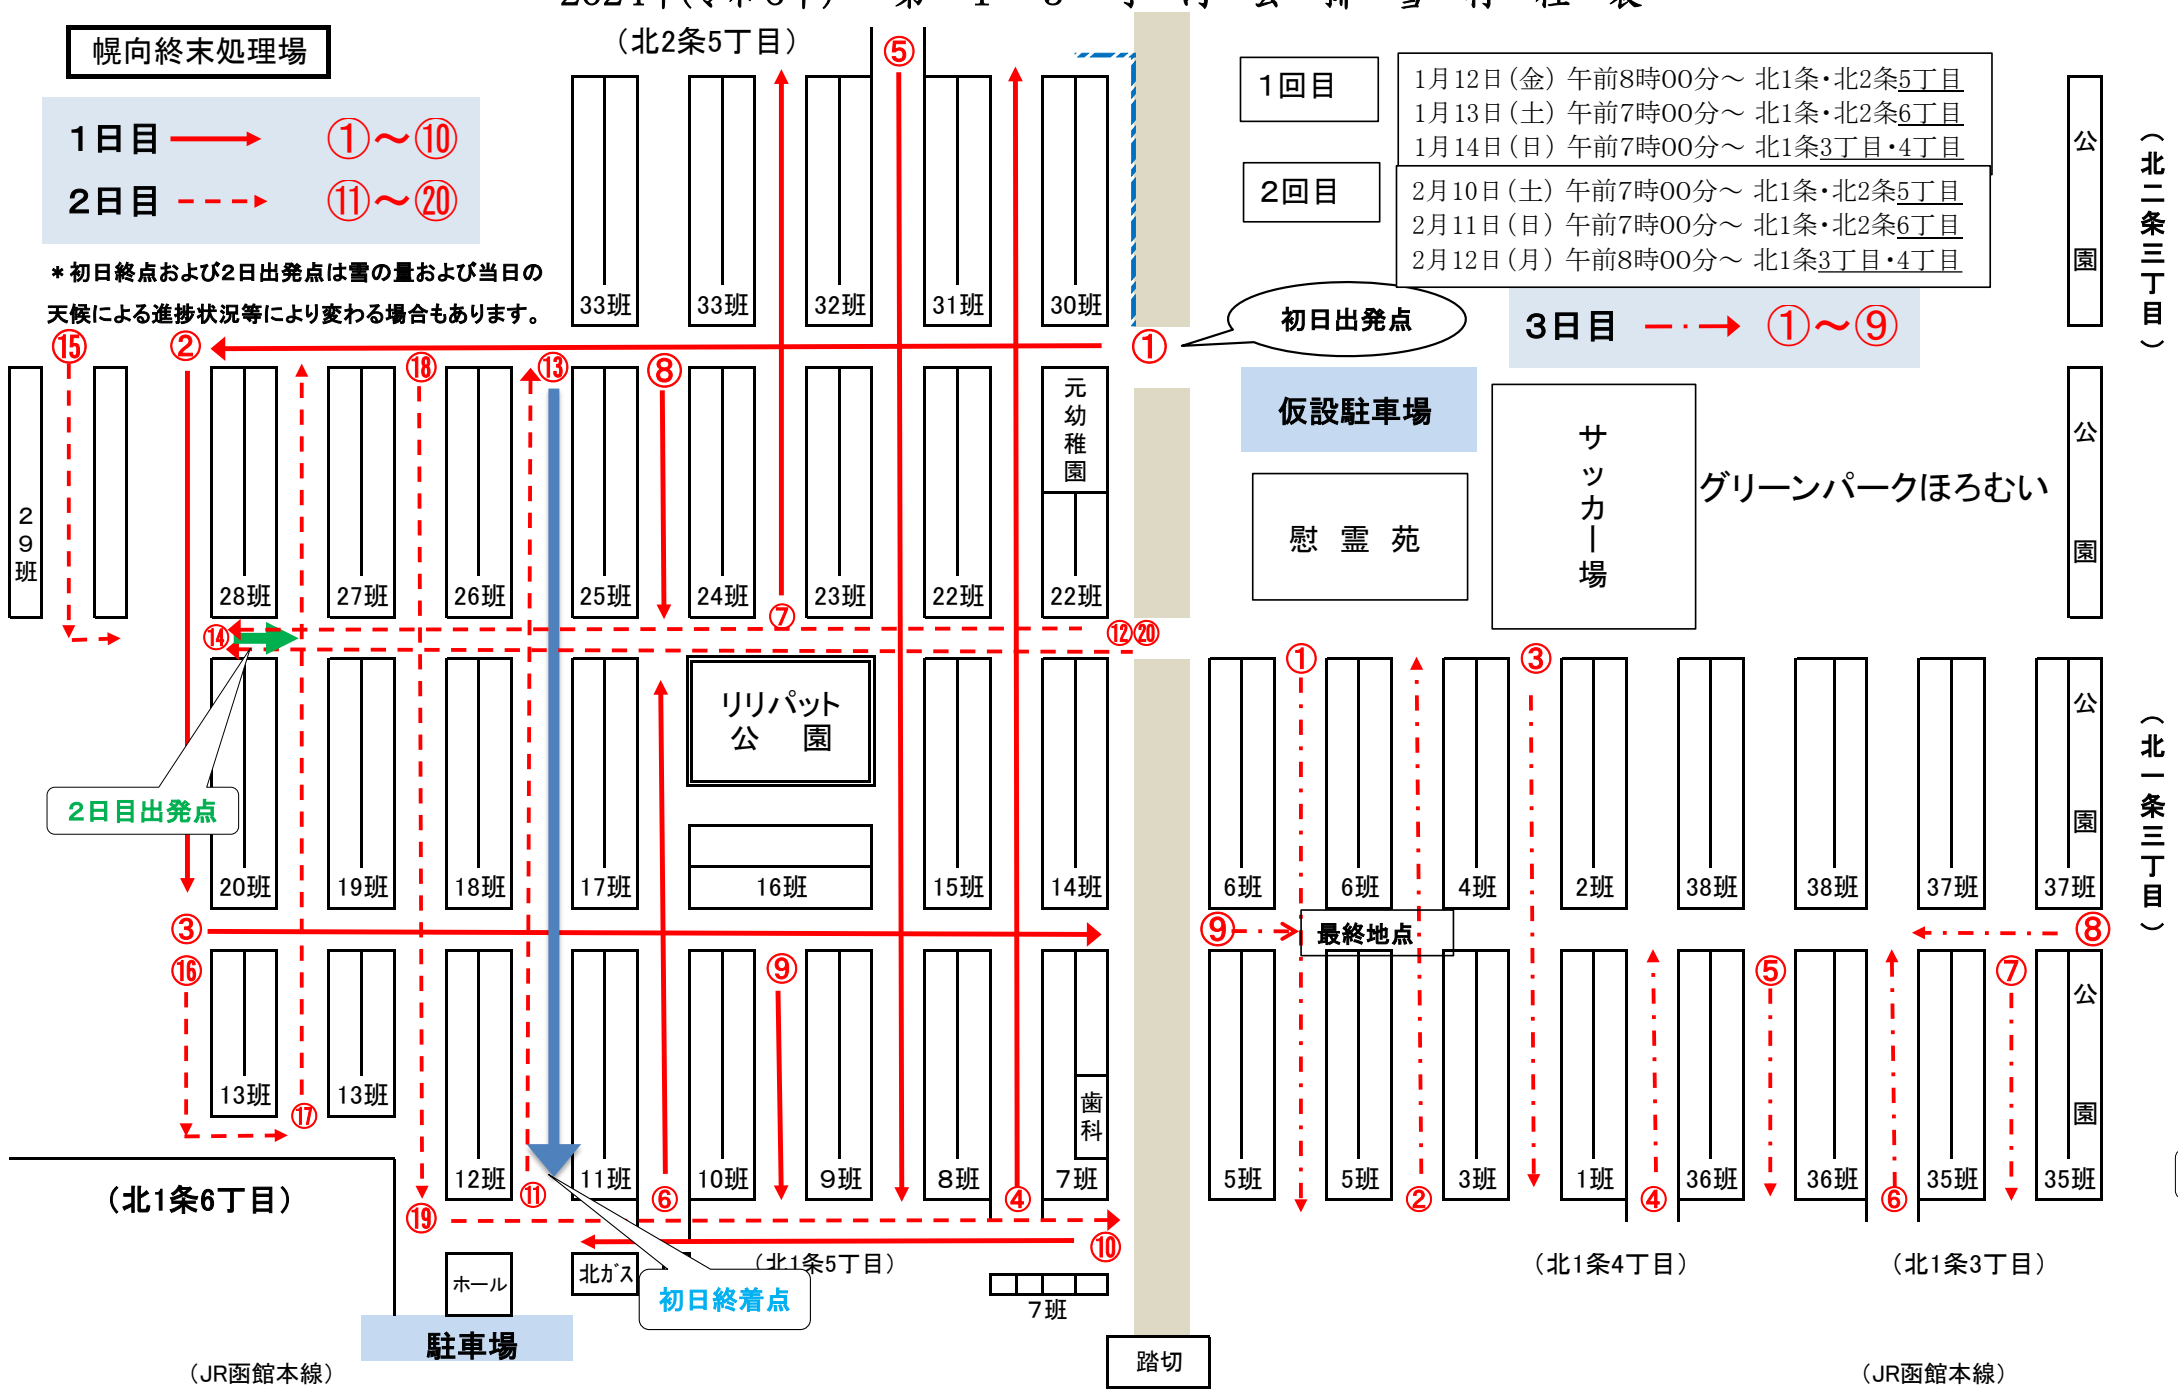 （北2条5丁目）
幌向終末処理場
1日目 ①～⑩
2日目 ⑪～⑳
＊初日終点および2日出発点は雪の量および当日の
天候による進捗状況等により変わる場合もあります。
1回目
1月12日（金） 午前8時00分～ 北1条・北2条5丁目
1月13日（土） 午前7時00分～ 北1条・北2条6丁目
1月14日（日） 午前7時00分～ 北1条3丁目・4丁目
2回目
2月10日（土） 午前7時00分～ 北1条・北2条5丁目
2月11日（日） 午前7時00分～ 北1条・北2条6丁目
2月12日（月） 午前8時00分～ 北1条3丁目・4丁目
3日目 ①～⑨
初日出発点
公園
（北二条三丁目）
⑤
33班 33班 32班 31班 30班
⑮ ② ⑱ ⑬ ⑧ ①
元幼稚園
仮設駐車場
サッカー場
グリーンパークほろむい
慰霊苑
公園
29班
28班 27班 26班 25班 24班 23班 22班 22班
⑭ ⑦ ⑫⑳
リリパット
公 園
① ③
公園
（北一条三丁目）
2日目出発点
20班 19班 18班 17班 16班 15班 14班
6班 6班 4班 2班 38班 38班 37班 37班
③ ⑨ 最終地点 ⑧
⑯ ⑨ ⑤ ⑦
公園
歯科
13班 13班 ⑰
12班 ⑪ 11班 ⑥ 10班 9班 8班 ④ 7班
5班 5班 ② 3班 1班 ④ 36班 36班 ⑥ 35班 35班
（北1条6丁目）
⑲ ⑩
ホール
北ガス
（北1条5丁目）
初日終着点
7班
（北1条4丁目）
（北1条3丁目）
駐車場
踏切
（JR函館本線）
（JR函館本線）